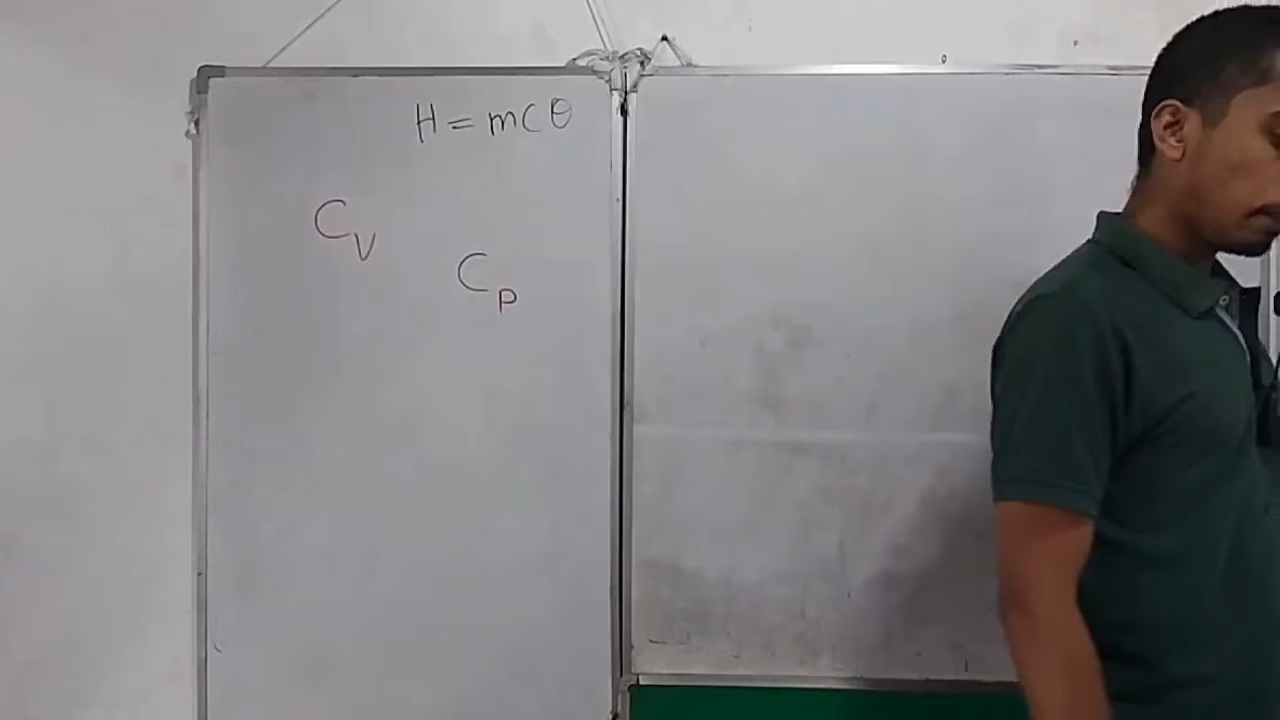 H = mCθ
C_V
C_P